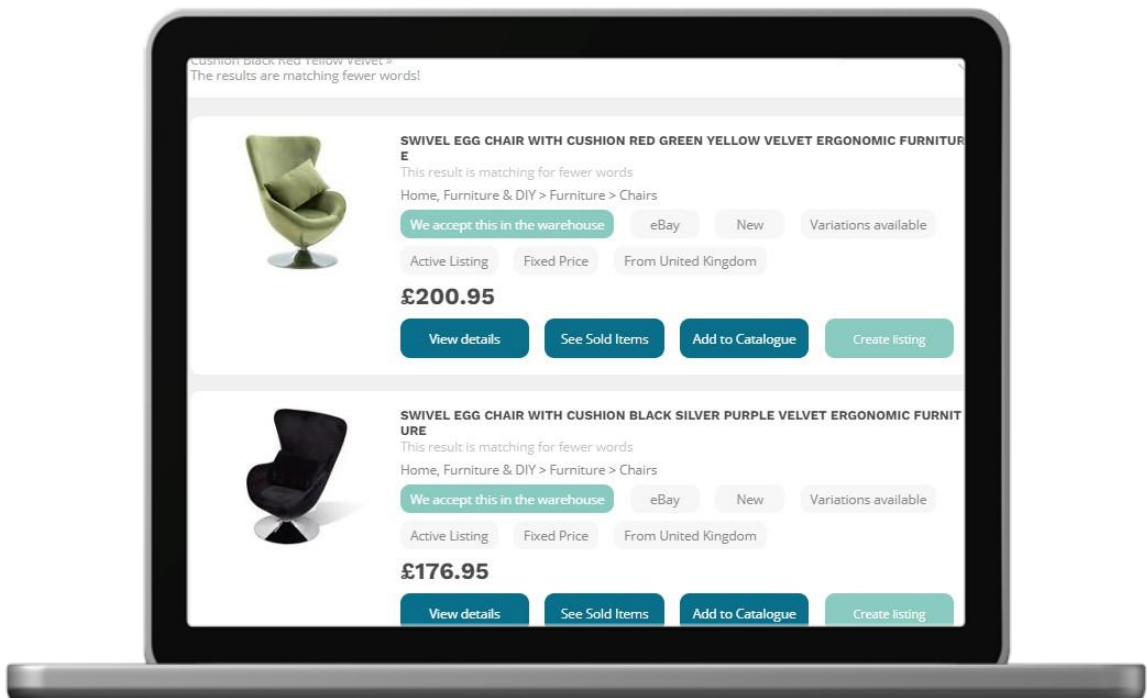 Cushion Black Red Yellow Velvet »
The results are matching fewer words!
SWIVEL EGG CHAIR WITH CUSHION RED GREEN YELLOW VELVET ERGONOMIC FURNITUR
E
This result is matching for fewer words
Home, Furniture & DIY > Furniture > Chairs
We accept this in the warehouse eBay New Variations available
Active Listing Fixed Price From United Kingdom
£200.95
View details See Sold Items Add to Catalogue Create listing
SWIVEL EGG CHAIR WITH CUSHION BLACK SILVER PURPLE VELVET ERGONOMIC FURNIT
URE
This result is matching for fewer words
Home, Furniture & DIY > Furniture > Chairs
We accept this in the warehouse eBay New Variations available
Active Listing Fixed Price From United Kingdom
£176.95
View details See Sold Items Add to Catalogue Create listing